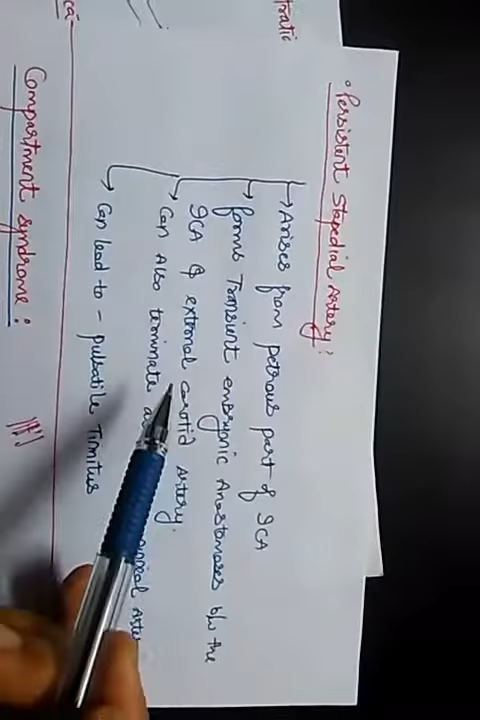 tratic
• Persistent Stapedial Artery:
→ Arises from petrous part of ICA
→ forms Transient embryonic Anastomoses b/w the
ICA & external carotid Artery.
→ Can Also terminate
→ Can lead to - pulsatile Tinnitus
Compartment syndrome: